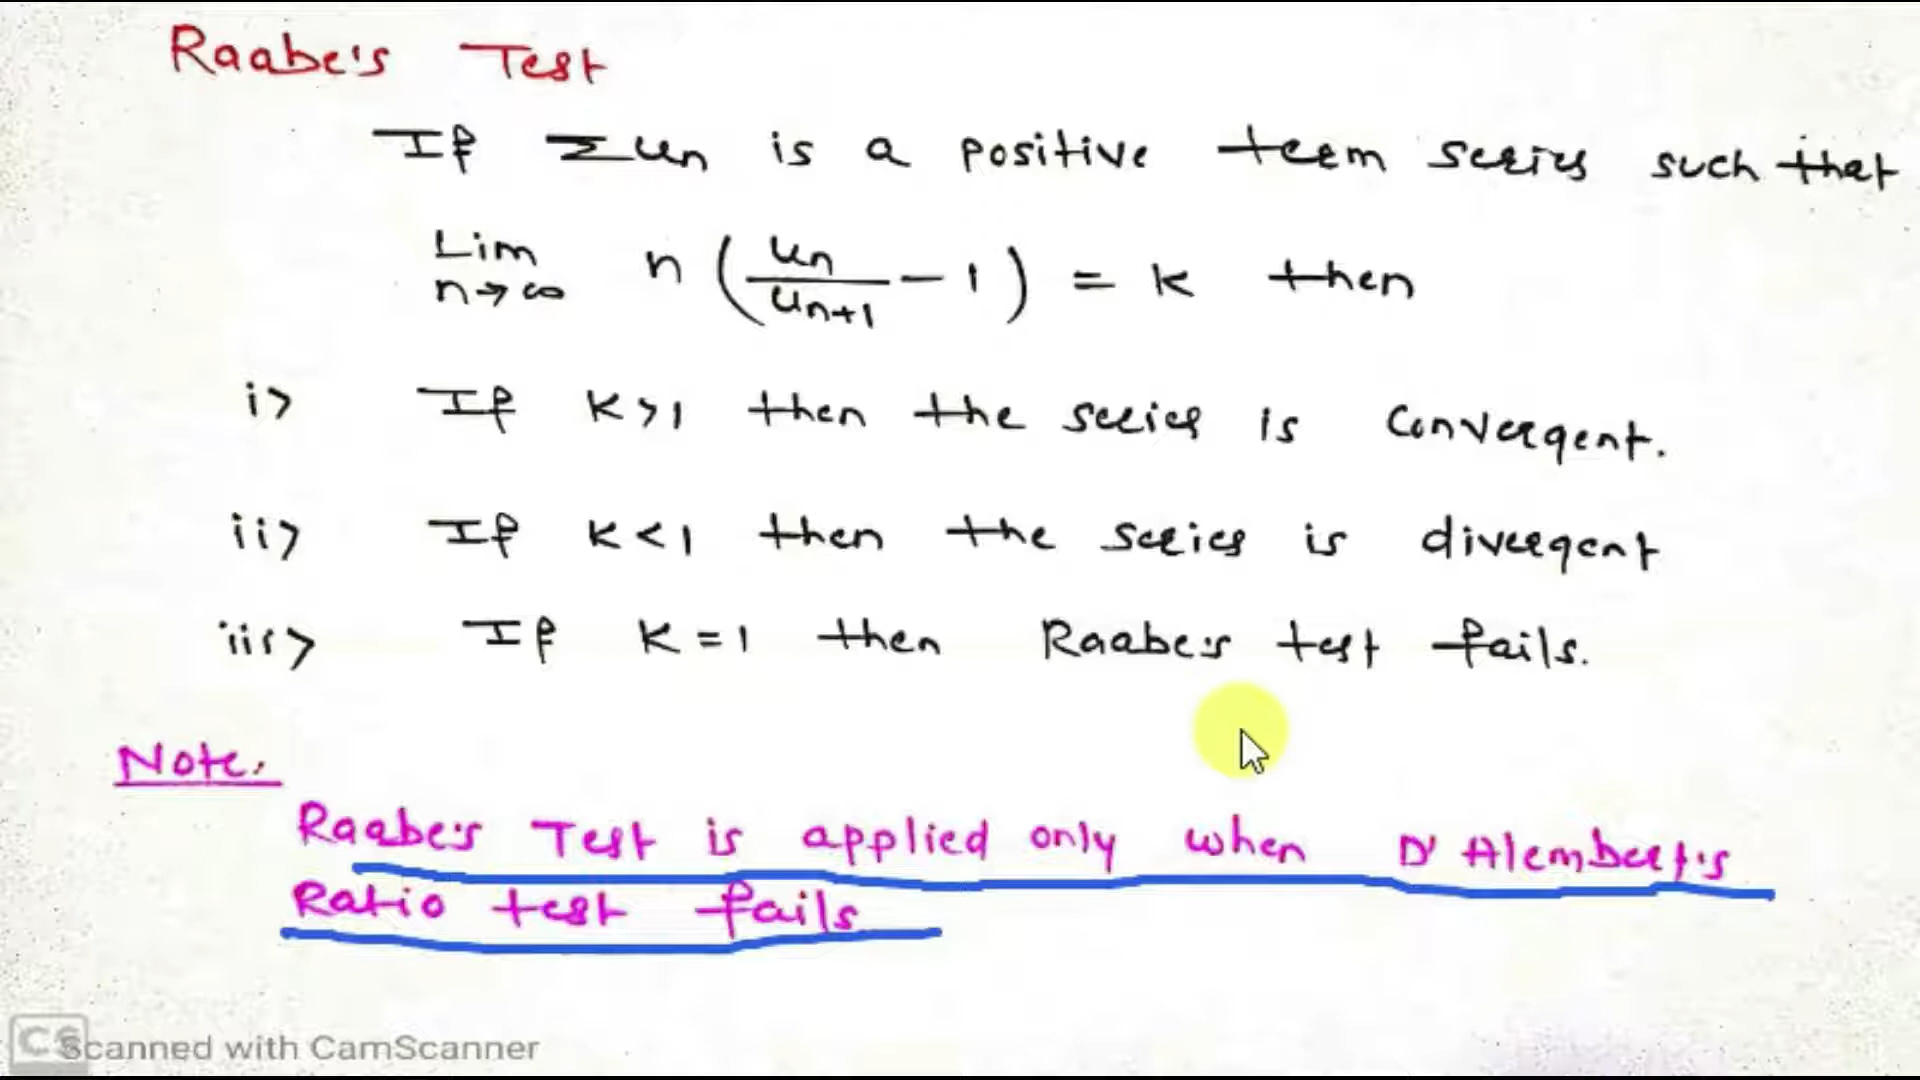 Raabe's Test
If Σun is a positive term series such that
Lim n→∞ n (un/un+1 - 1) = k then
i> If k>1 then the series is convergent.
ii> If k<1 then the series is divergent
iii> If k=1 then Raabe's test fails.
Note.
Raabe's Test is applied only when D'Alembert's
Ratio test fails
CS Scanned with CamScanner